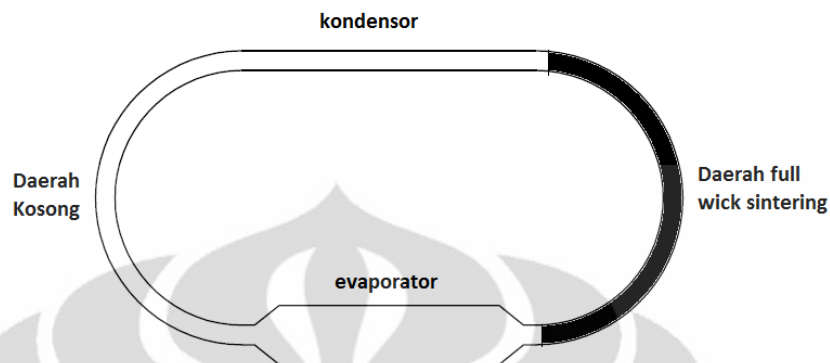 kondensor
Daerah
Kosong
Daerah full
wick sintering
evaporator